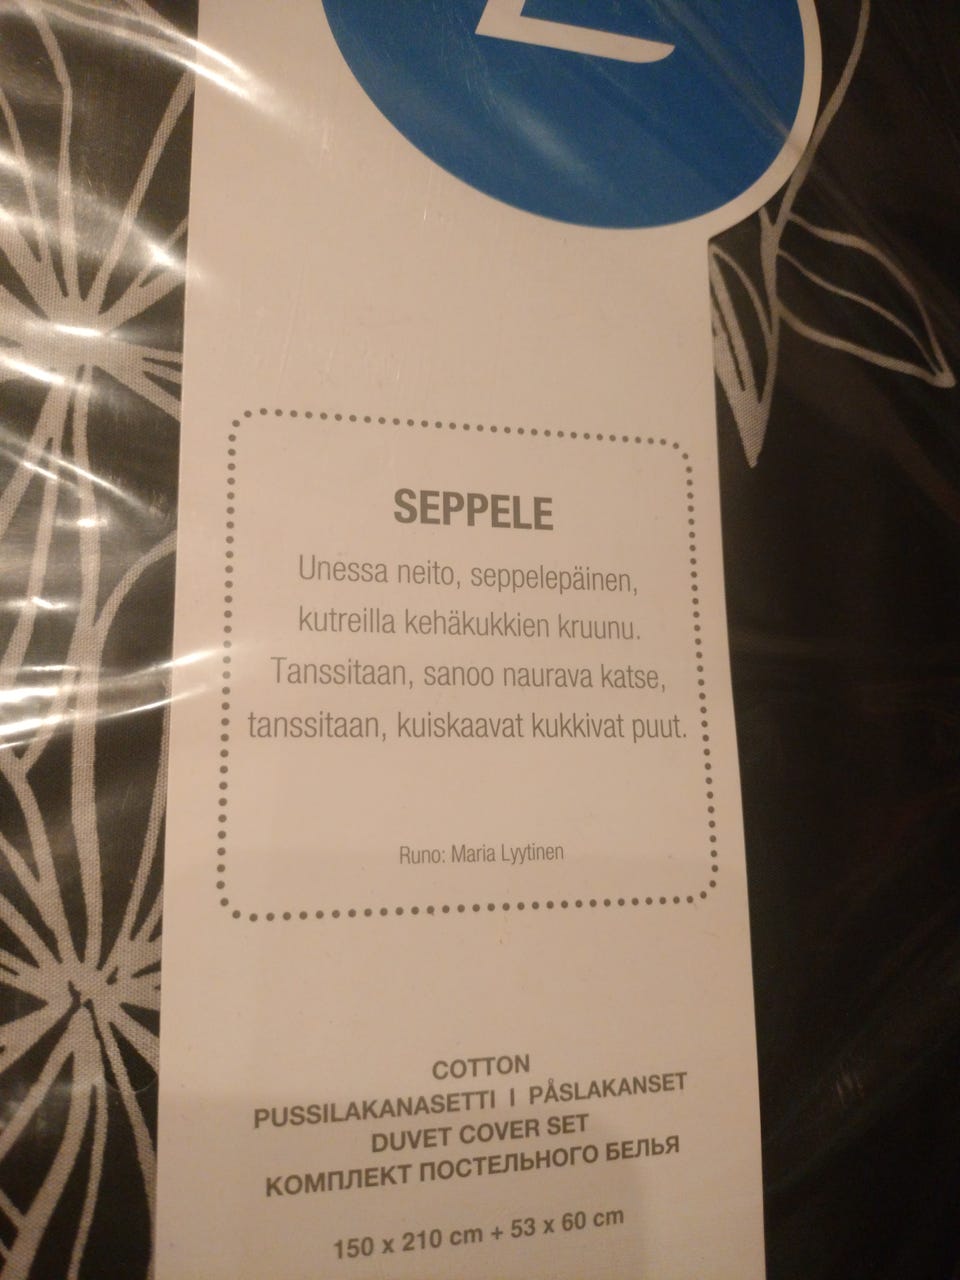 SEPPELE
Unessa neito, seppelepäinen,
kutreilla kehäkukkien kruunu.
Tanssitaan, sanoo naurava katse,
tanssitaan, kuiskaavat kukkivat puut.
Runo: Maria Lyytinen
COTTON
PUSSILAKANASETTI I PÅSLAKANSET
DUVET COVER SET
КОМПЛЕКТ ПОСТЕЛЬНОГО БЕЛЬЯ
150 x 210 cm + 53 x 60 cm